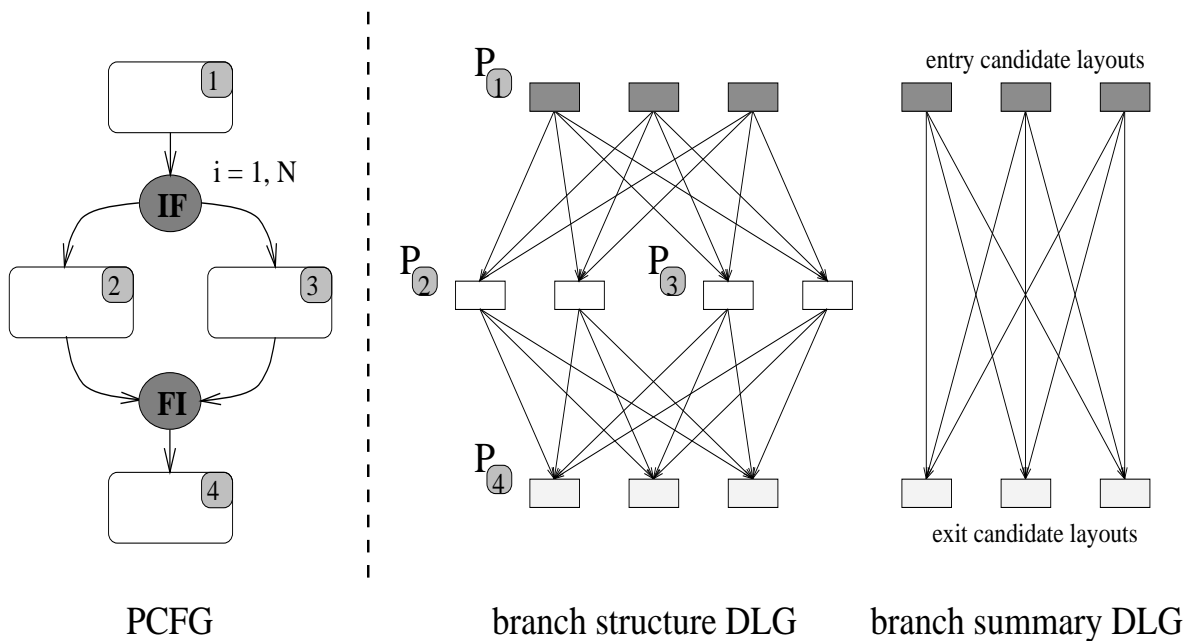 1
i = 1, N
IF
2
3
FI
4
PCFG
P1
P2
P3
P4
branch structure DLG
entry candidate layouts
exit candidate layouts
branch summary DLG